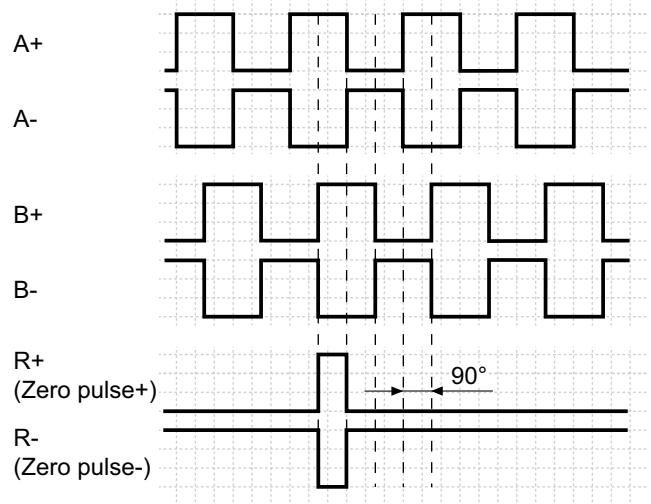 A+
A-
B+
B-
R+
(Zero pulse+)
90°
R-
(Zero pulse-)